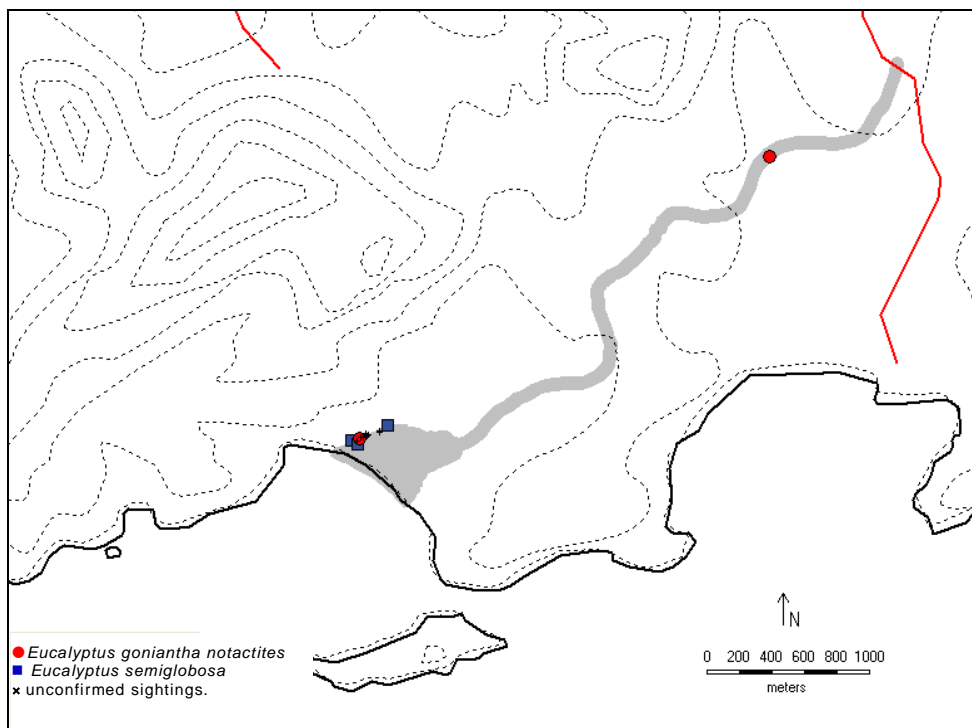 N
0 200 400 600 800 1000
meters
Eucalyptus goniantha notactites
Eucalyptus semiglobosa
unconfirmed sightings.